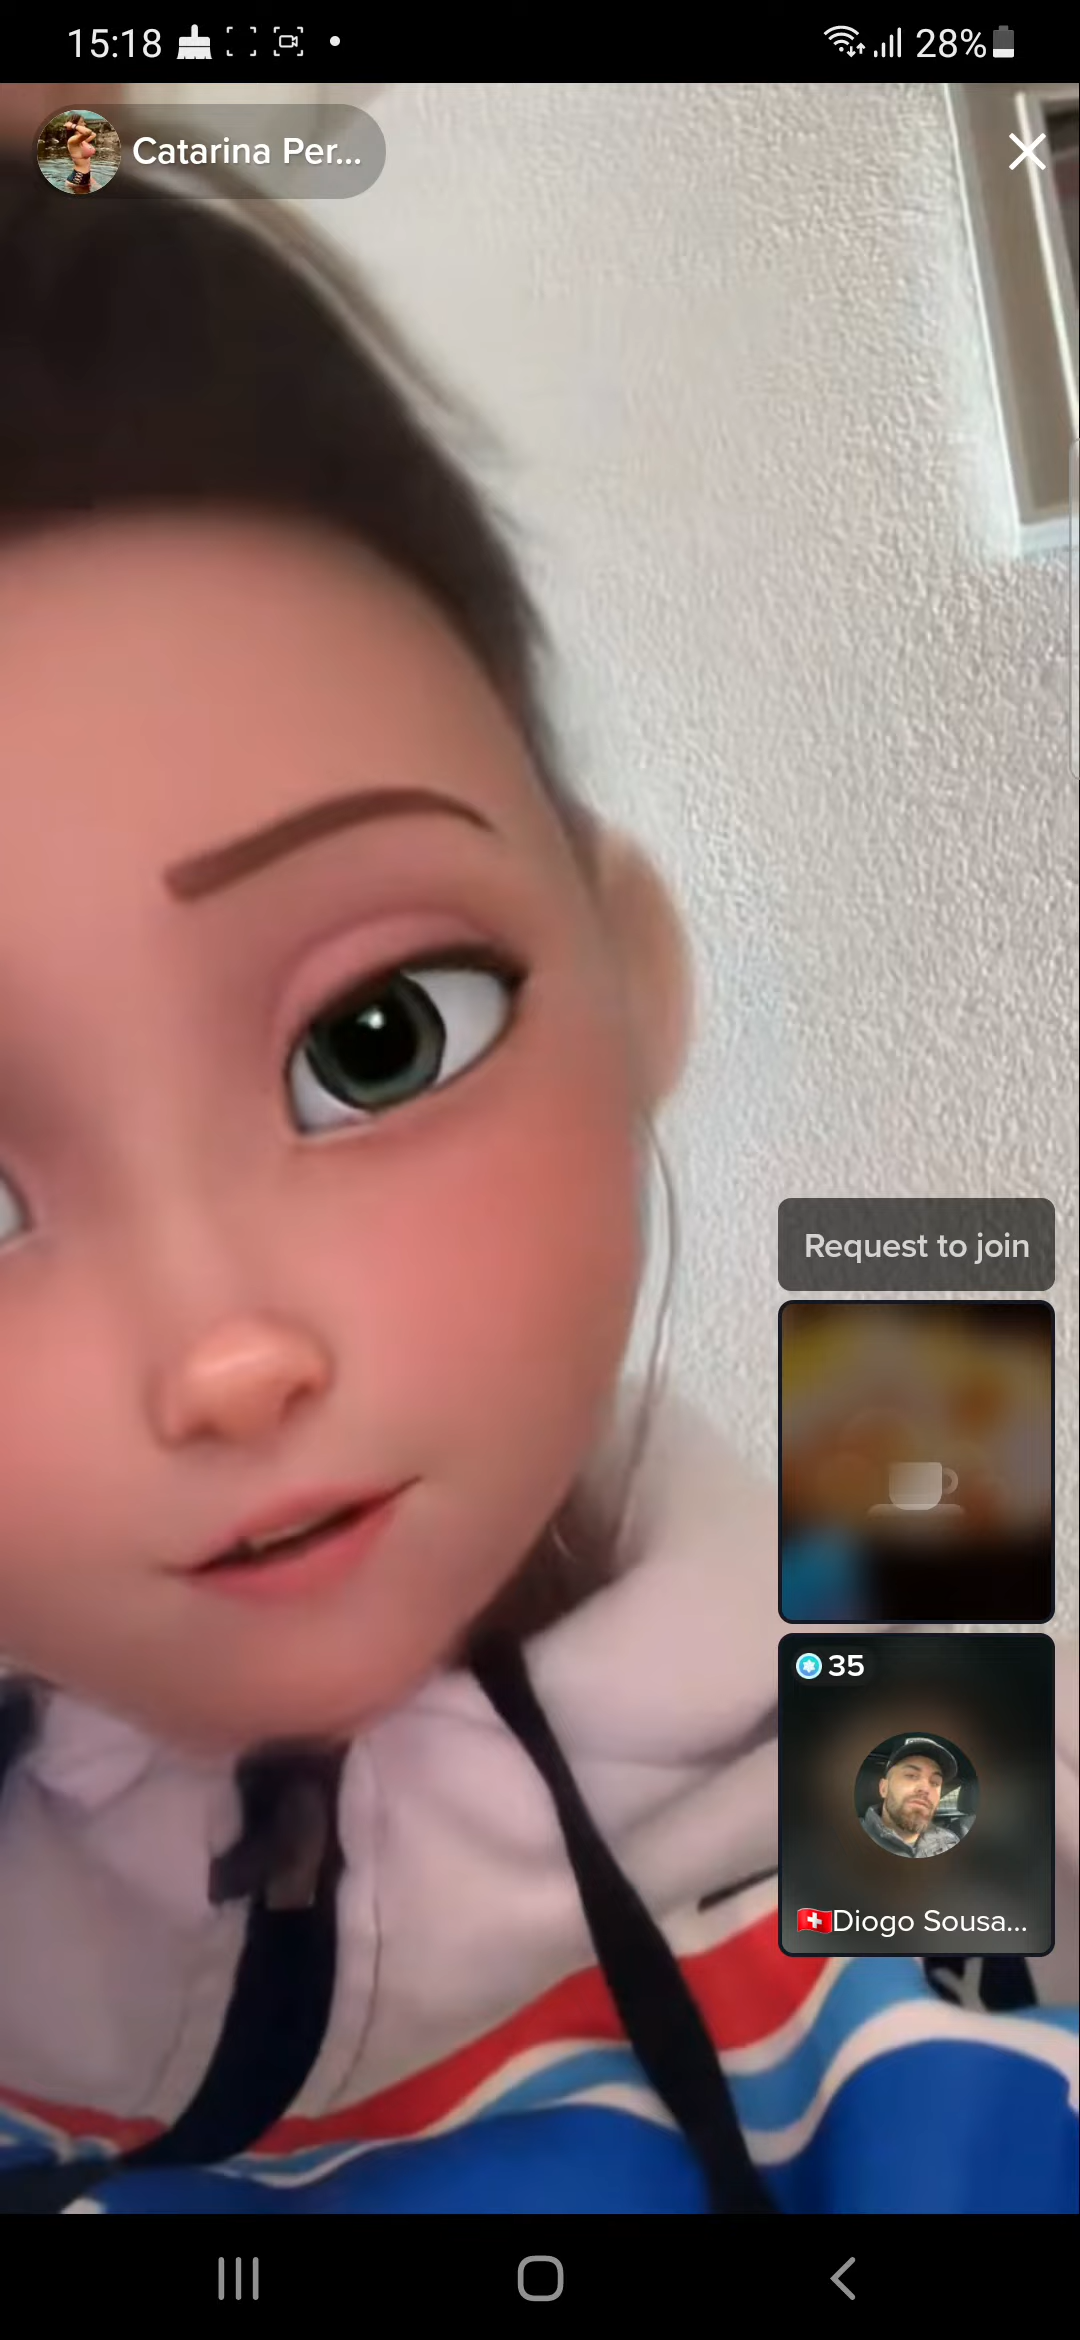 15:18
28%
Catarina Per...
Request to join
35
🇨🇭Diogo Sousa...